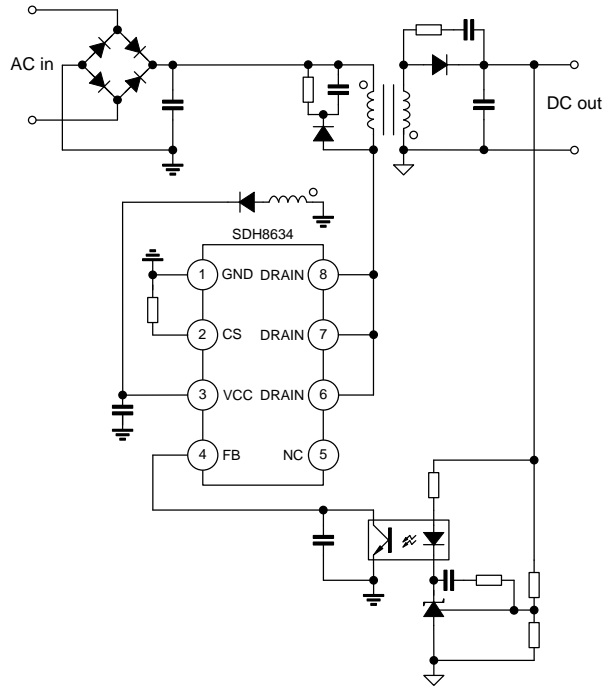 AC in
DC out
SDH8634
1 GND DRAIN 8
2 CS DRAIN 7
3 VCC DRAIN 6
4 FB NC 5